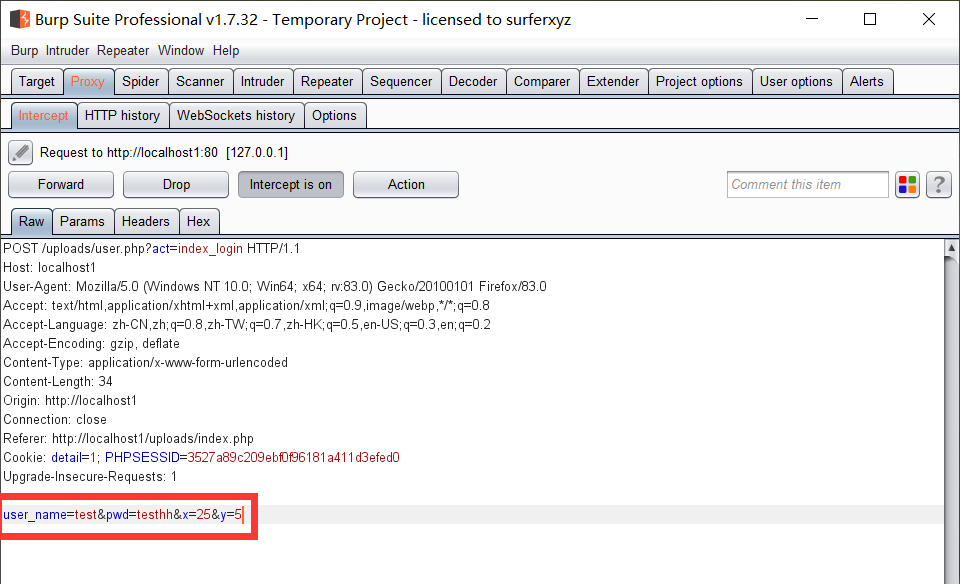 Burp Suite Professional v1.7.32 - Temporary Project - licensed to surferxyz
Burp Intruder Repeater Window Help
Target Proxy Spider Scanner Intruder Repeater Sequencer Decoder Comparer Extender Project options User options Alerts
Intercept HTTP history WebSockets history Options
Request to http://localhost1:80 [127.0.0.1]
Forward Drop Intercept is on Action Comment this item ?
Raw Params Headers Hex
POST /uploads/user.php?act=index_login HTTP/1.1
Host: localhost1
User-Agent: Mozilla/5.0 (Windows NT 10.0; Win64; x64; rv:83.0) Gecko/20100101 Firefox/83.0
Accept: text/html,application/xhtml+xml,application/xml;q=0.9,image/webp,*/*;q=0.8
Accept-Language: zh-CN,zh;q=0.8,zh-TW;q=0.7,zh-HK;q=0.5,en-US;q=0.3,en;q=0.2
Accept-Encoding: gzip, deflate
Content-Type: application/x-www-form-urlencoded
Content-Length: 34
Origin: http://localhost1
Connection: close
Referer: http://localhost1/uploads/index.php
Cookie: detail=1; PHPSESSID=3527a89c209ebf0f96181a411d3efed0
Upgrade-Insecure-Requests: 1
user_name=test&pwd=testhh&x=25&y=5